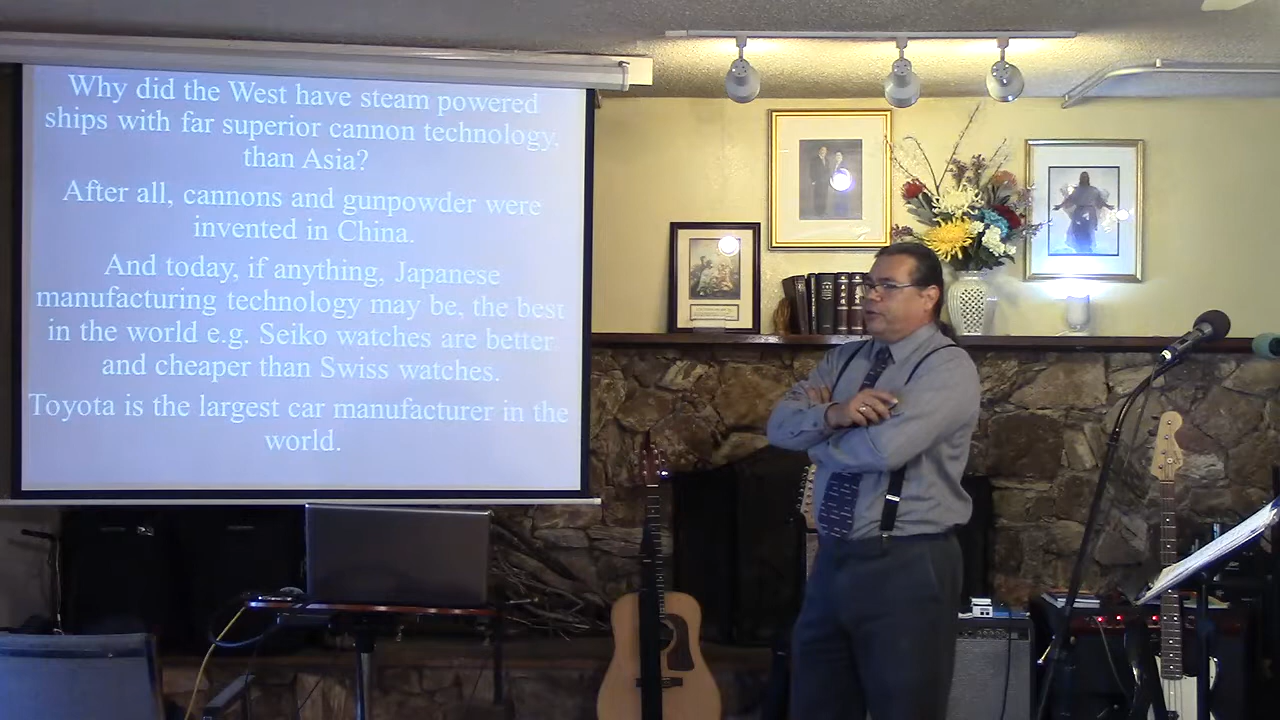 Why did the West have steam powered
ships with far superior cannon technology,
than Asia?
After all, cannons and gunpowder were
invented in China.
And today, if anything, Japanese
manufacturing technology may be, the best
in the world e.g. Seiko watches are better
and cheaper than Swiss watches.
Toyota is the largest car manufacturer in the
world.